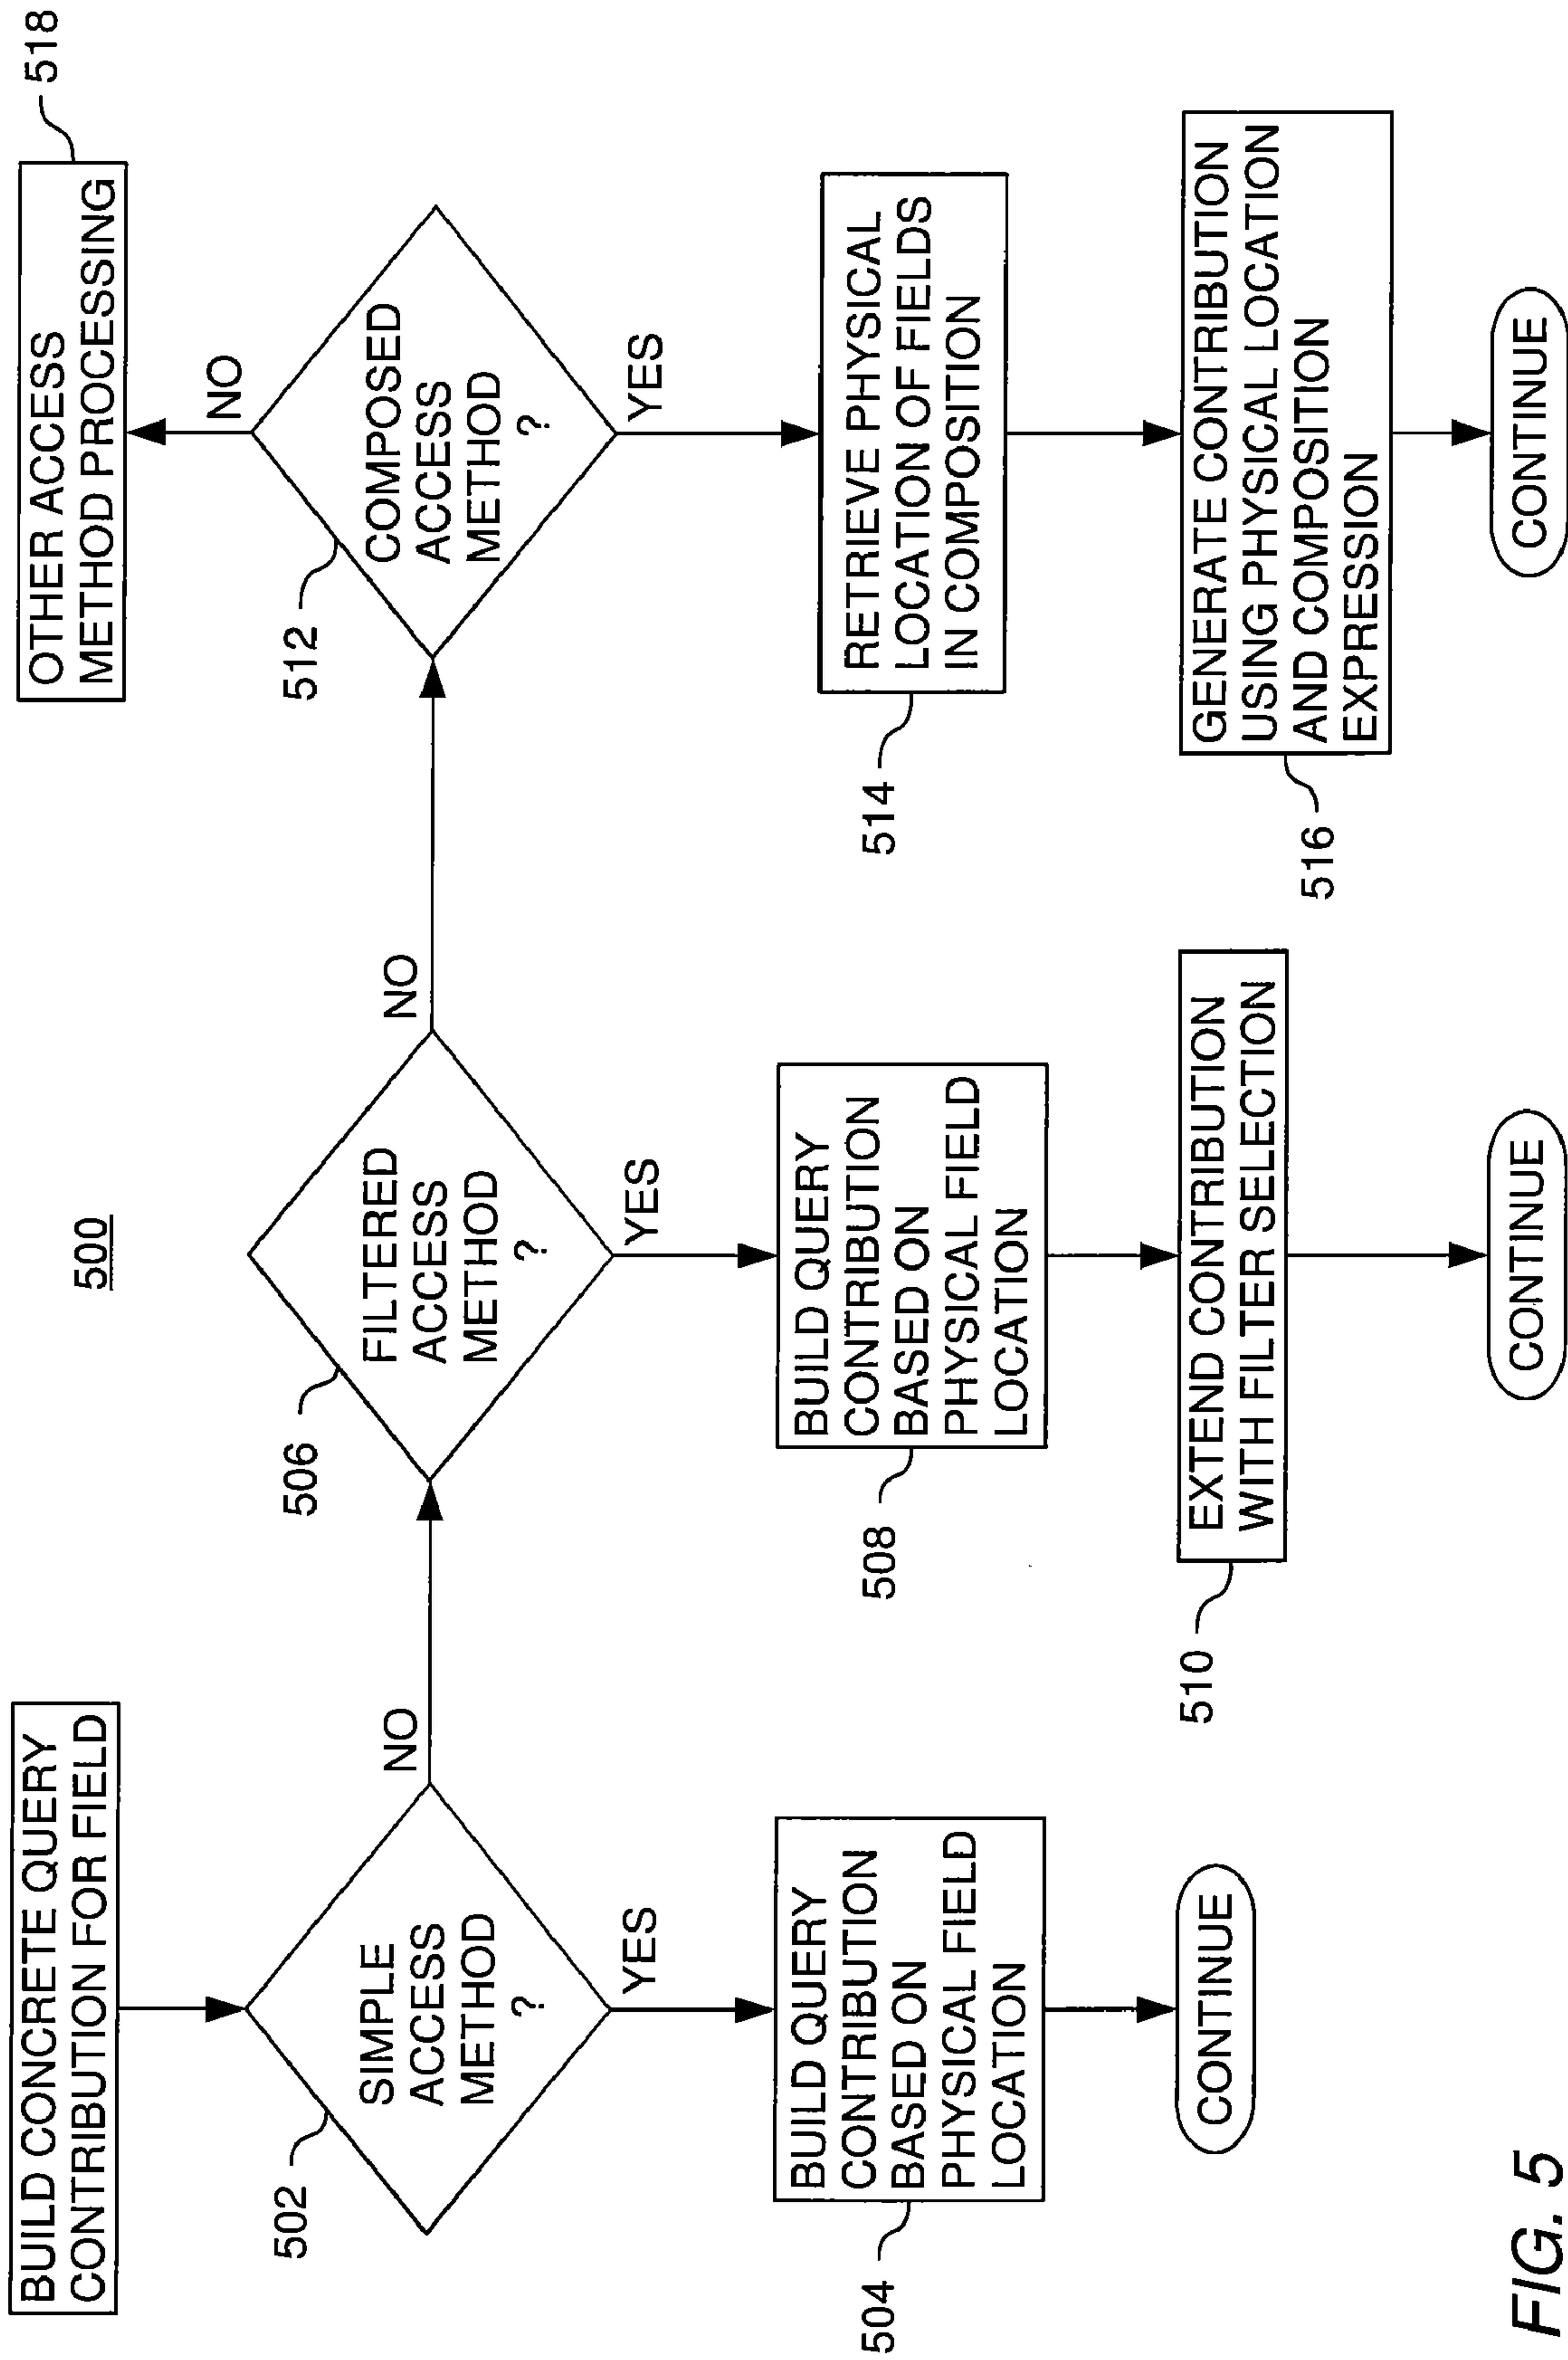 500
BUILD CONCRETE QUERY
CONTRIBUTION FOR FIELD
502
SIMPLE
ACCESS
METHOD
?
NO
YES
504
BUILD QUERY
CONTRIBUTION
BASED ON
PHYSICAL FIELD
LOCATION
CONTINUE
506
FILTERED
ACCESS
METHOD
?
NO
YES
508
BUILD QUERY
CONTRIBUTION
BASED ON
PHYSICAL FIELD
LOCATION
510
EXTEND CONTRIBUTION
WITH FILTER SELECTION
CONTINUE
512
COMPOSED
ACCESS
METHOD
?
NO
518
OTHER ACCESS
METHOD PROCESSING
YES
514
RETRIEVE PHYSICAL
LOCATION OF FIELDS
IN COMPOSITION
516
GENERATE CONTRIBUTION
USING PHYSICAL LOCATION
AND COMPOSITION
EXPRESSION
CONTINUE
FIG. 5